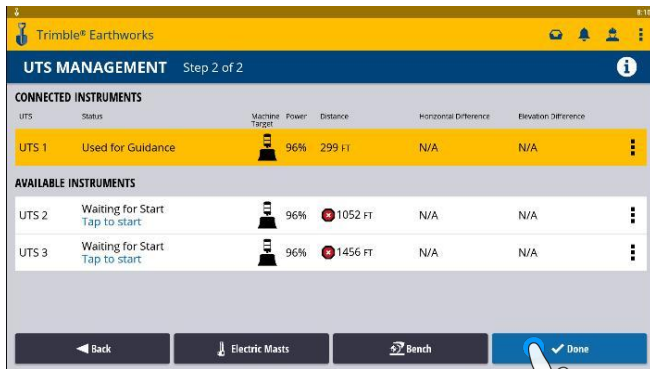 8:18
Trimble® Earthworks
UTS MANAGEMENT Step 2 of 2
CONNECTED INSTRUMENTS
UTS Status Machine Target Power Distance Horizontal Difference Elevation Difference
UTS 1 Used for Guidance 96% 299 FT N/A N/A
AVAILABLE INSTRUMENTS
UTS 2 Waiting for Start 96% 1052 FT N/A N/A
Tap to start
UTS 3 Waiting for Start 96% 1456 FT N/A N/A
Tap to start
Back Electric Masts Bench Done